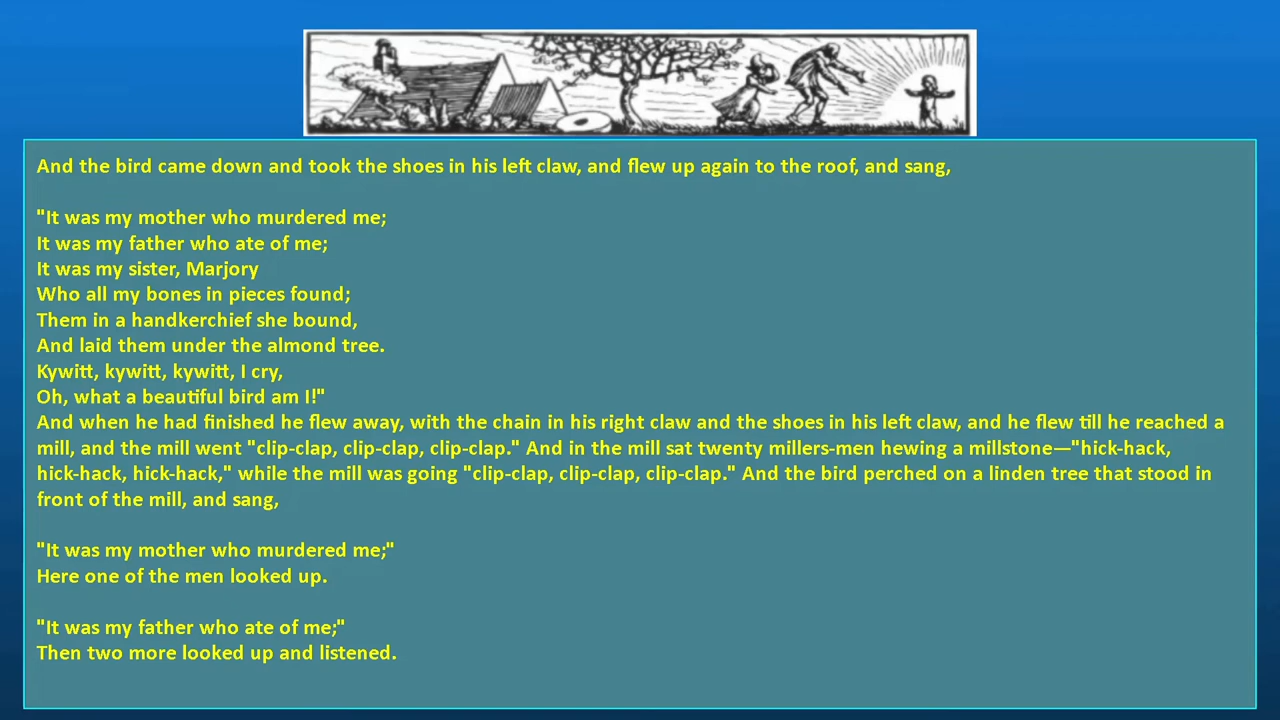 And the bird came down and took the shoes in his left claw, and flew up again to the roof, and sang,
"It was my mother who murdered me;
It was my father who ate of me;
It was my sister, Marjory
Who all my bones in pieces found;
Them in a handkerchief she bound,
And laid them under the almond tree.
Kywitt, kywitt, kywitt, I cry,
Oh, what a beautiful bird am I!"
And when he had finished he flew away, with the chain in his right claw and the shoes in his left claw, and he flew till he reached a
mill, and the mill went "clip-clap, clip-clap, clip-clap." And in the mill sat twenty millers-men hewing a millstone—"hick-hack,
hick-hack, hick-hack," while the mill was going "clip-clap, clip-clap, clip-clap." And the bird perched on a linden tree that stood in
front of the mill, and sang,
"It was my mother who murdered me;"
Here one of the men looked up.
"It was my father who ate of me;"
Then two more looked up and listened.